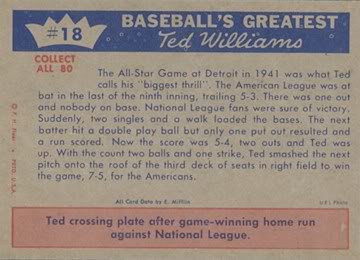 #18
BASEBALL'S GREATEST
Ted Williams
COLLECT
ALL 80
The All-Star Game at Detroit in 1941 was what Ted
calls his "biggest thrill". The American League was at
bat in the last of the ninth inning, trailing 5-3. There was one out
and nobody on base. National League fans were sure of victory.
Suddenly, two singles and a walk loaded the bases. The next
batter hit a double play ball but only one put out resulted and
a run scored. Now the score was 5-4, two outs and Ted was
up. With the count two balls and one strike, Ted smashed the next
pitch onto the roof of the third deck of seats in right field to win
the game, 7-5, for the Americans.
All Card Data by E. Mifflin
Ted crossing plate after game-winning home run
against National League.